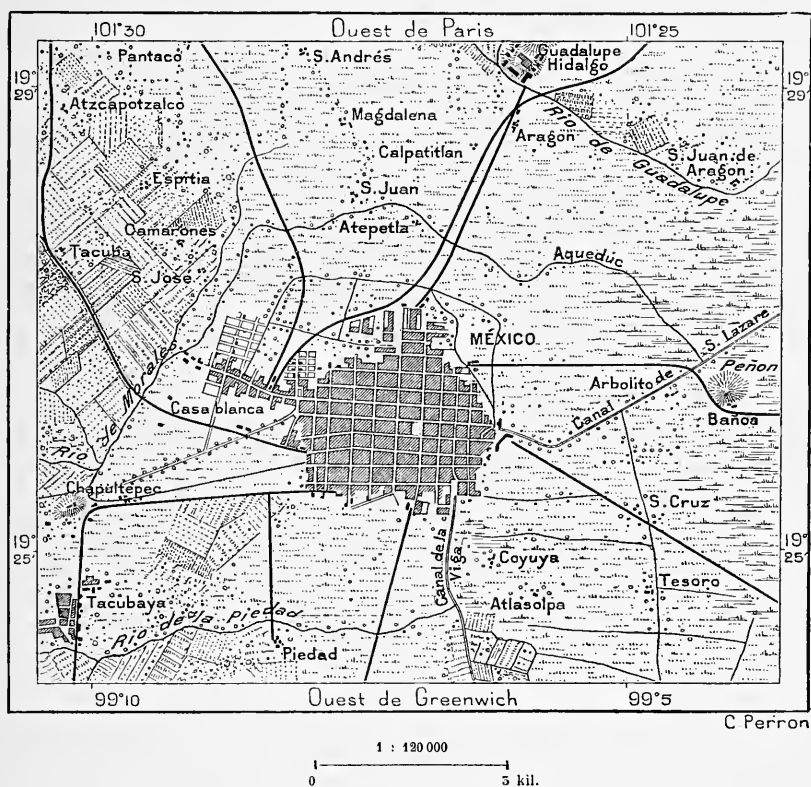 101°30
Ouest de Paris
101°25
19°
29'
19°
29'
Pantaco
S. Andrés
Guadalupe
Hidalgo
Atzcapotzalco
Magdalena
Aragon
Rio de Guadalupe
Calpatitlan
S. Juan de
Aragon
Espitia
S. Juan
Camarones
Atepetla
Tacuba
Aqueduc
S. José
MÉXICO
Canal de S. Lazare
Rio de Morales
Arbolito
Peñon
Casa blanca
Baños
Chapultepec
S. Cruz
19°
25'
19°
25'
Canal de la
Viga
Coyuya
Tesoro
Tacubaya
Atlasolpa
Rio de la Piedad
Piedad
99°10
Ouest de Greenwich
99°5
C. Perron
1 : 120 000
0
3 kil.